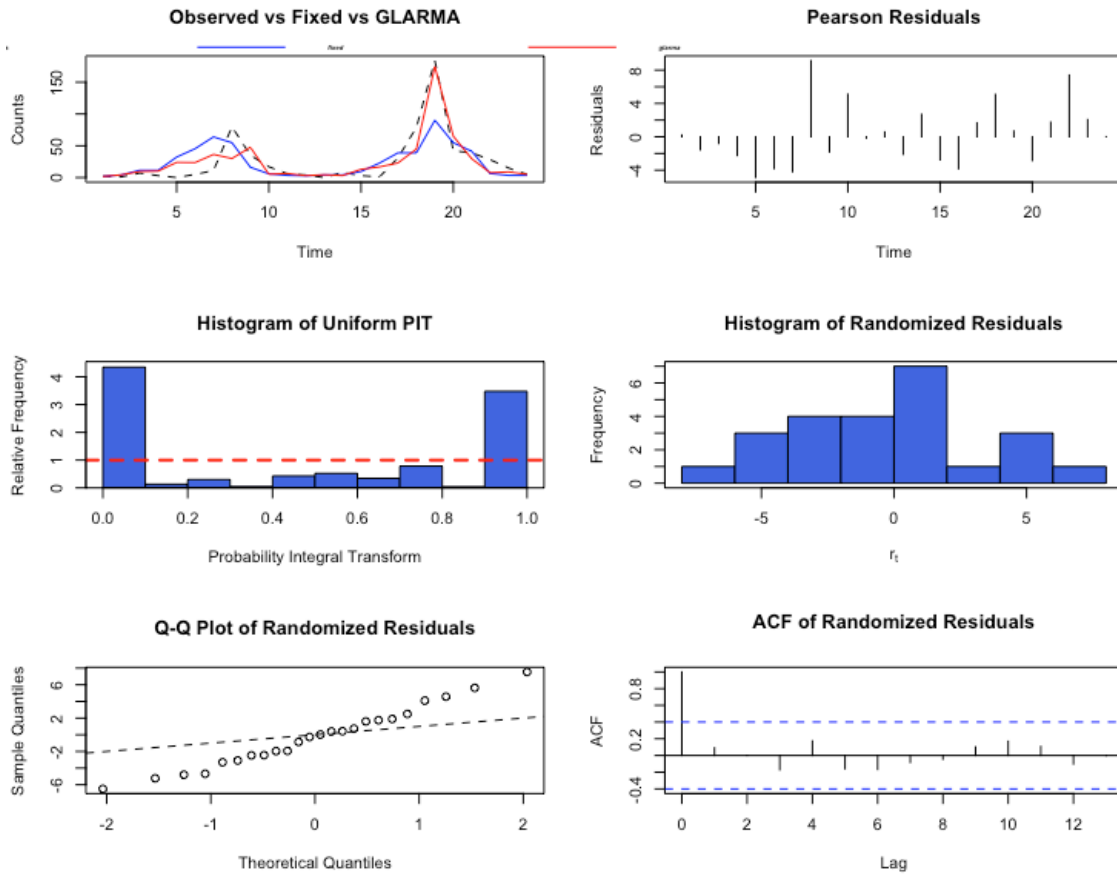 Observed vs Fixed vs GLARMA
fixed
glarma
Counts
0
50
150
5
10
15
20
Time
Pearson Residuals
Residuals
-4
0
4
8
5
10
15
20
Time
Histogram of Uniform PIT
Relative Frequency
0
1
2
3
4
0.0
0.2
0.4
0.6
0.8
1.0
Probability Integral Transform
Histogram of Randomized Residuals
Frequency
0
2
4
6
-5
0
5
rt
Q-Q Plot of Randomized Residuals
Sample Quantiles
-6
-2
2
6
-2
-1
0
1
2
Theoretical Quantiles
ACF of Randomized Residuals
ACF
-0.4
0.2
0.8
0
2
4
6
8
10
12
Lag